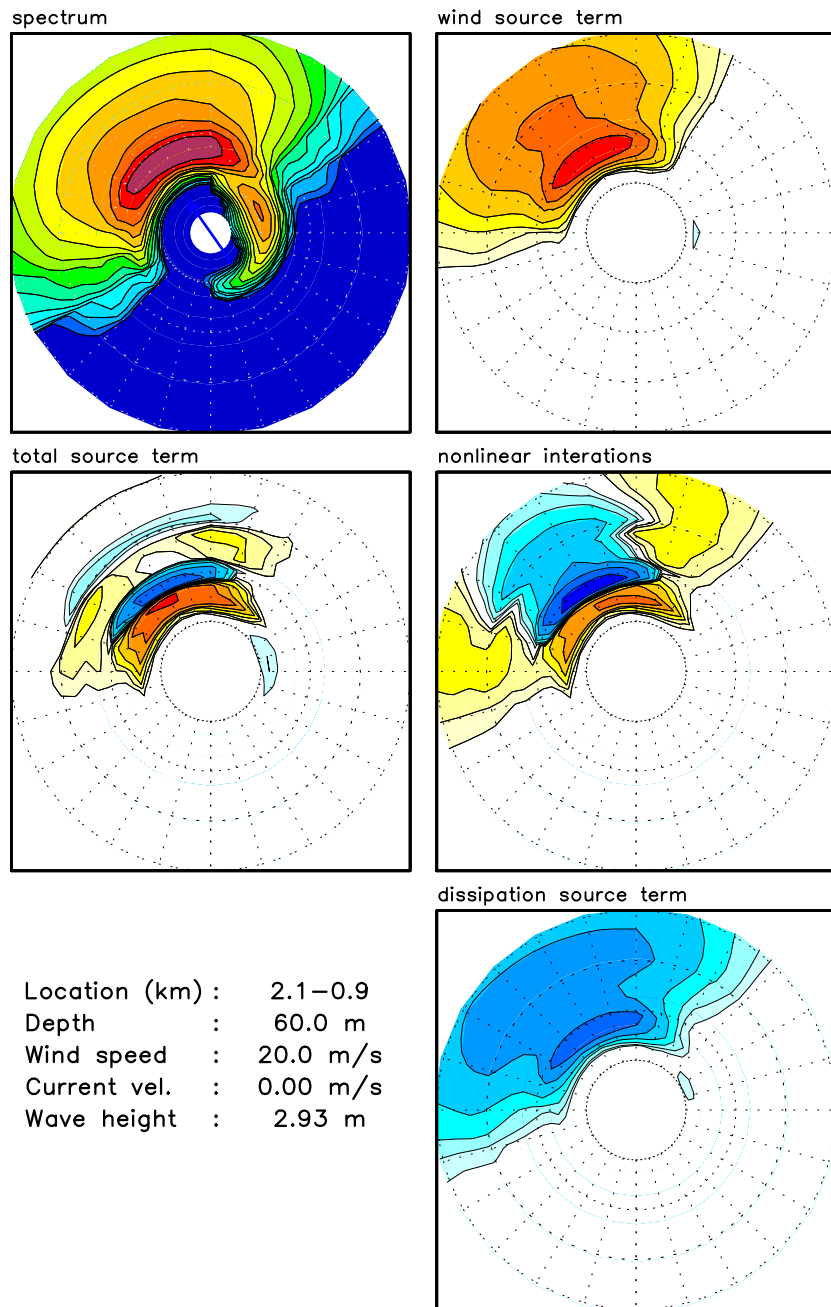 spectrum
wind source term
total source term
nonlinear interations
dissipation source term
Location (km) : 2.1-0.9
Depth : 60.0 m
Wind speed : 20.0 m/s
Current vel. : 0.00 m/s
Wave height : 2.93 m